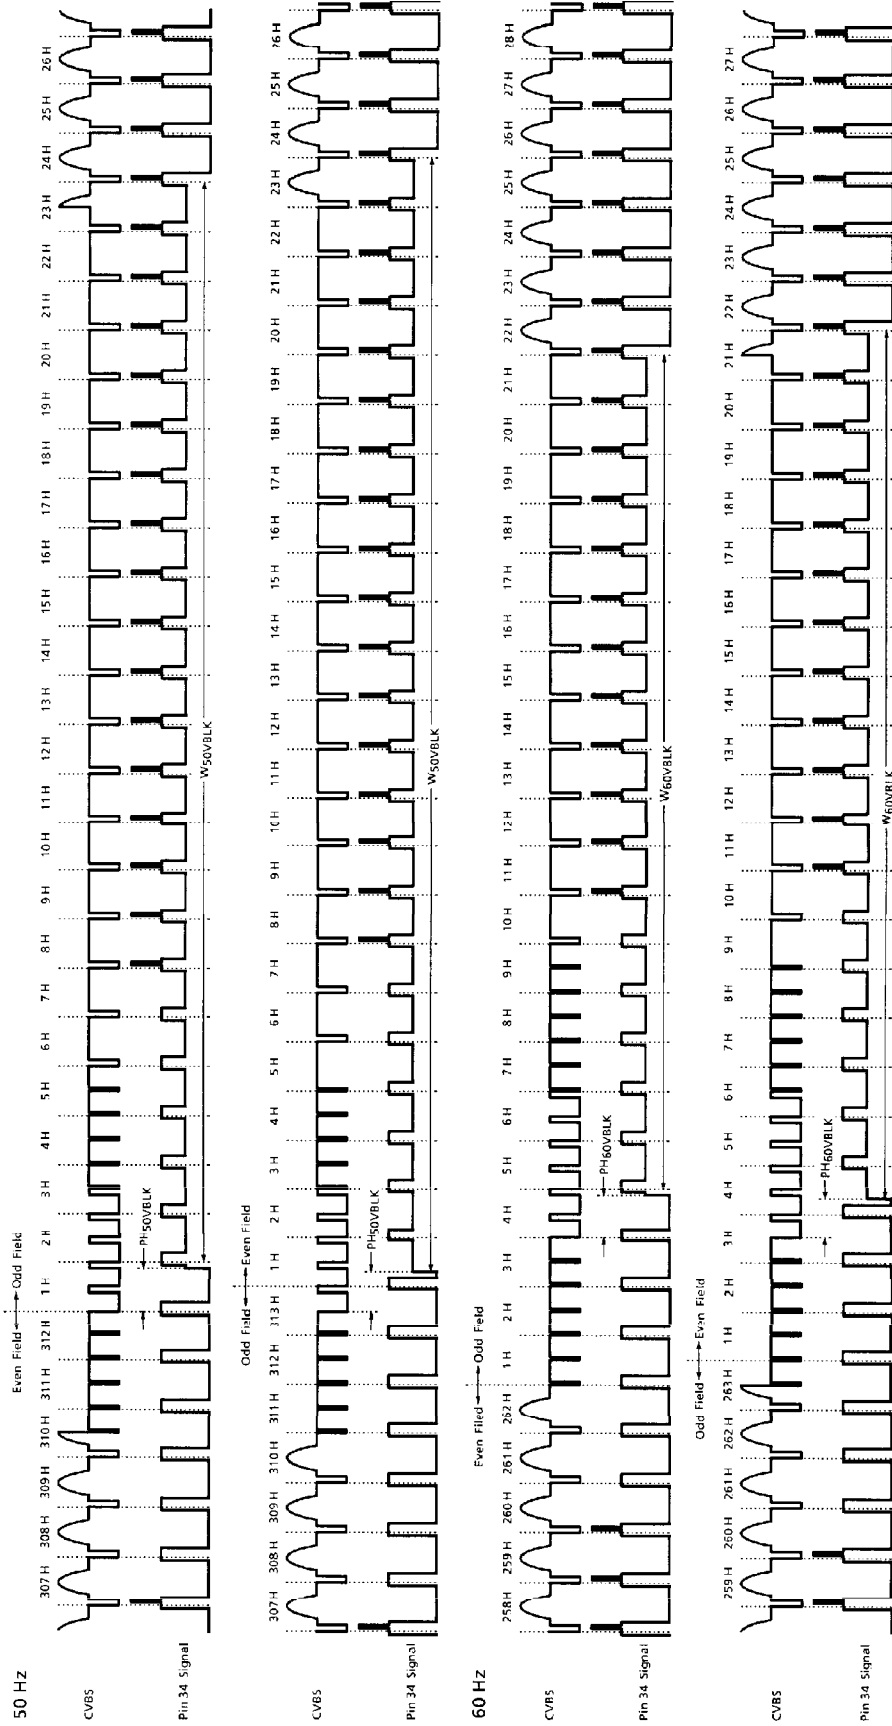 50 Hz
Even Field Odd Field
307 H 308 H 309 H 310 H 311 H 312 H 1 H 2 H 3 H 4 H 5 H 6 H 7 H 8 H 9 H 10 H 11 H 12 H 13 H 14 H 15 H 16 H 17 H 18 H 19 H 20 H 21 H 22 H 23 H 24 H 25 H 26 H
CVBS
PH50VBLK
Pin 34 Signal
W50VBLK
Odd Field Even Field
307 H 308 H 309 H 310 H 311 H 312 H 313 H 1 H 2 H 3 H 4 H 5 H 6 H 7 H 8 H 9 H 10 H 11 H 12 H 13 H 14 H 15 H 16 H 17 H 18 H 19 H 20 H 21 H 22 H 23 H 24 H 25 H 26 H
CVBS
PH50VBLK
Pin 34 Signal
W50VBLK
60 Hz
Even Filed Odd Field
258 H 259 H 260 H 261 H 262 H 1 H 2 H 3 H 4 H 5 H 6 H 7 H 8 H 9 H 10 H 11 H 12 H 13 H 14 H 15 H 16 H 17 H 18 H 19 H 20 H 21 H 22 H 23 H 24 H 25 H 26 H 27 H 28 H
CVBS
PH60VBLK
Pin 34 Signal
W60VBLK
Odd Field Even Field
259 H 260 H 261 H 262 H 263 H 1 H 2 H 3 H 4 H 5 H 6 H 7 H 8 H 9 H 10 H 11 H 12 H 13 H 14 H 15 H 16 H 17 H 18 H 19 H 20 H 21 H 22 H 23 H 24 H 25 H 26 H 27 H
CVBS
PH60VBLK
Pin 34 Signal
W60VBLK